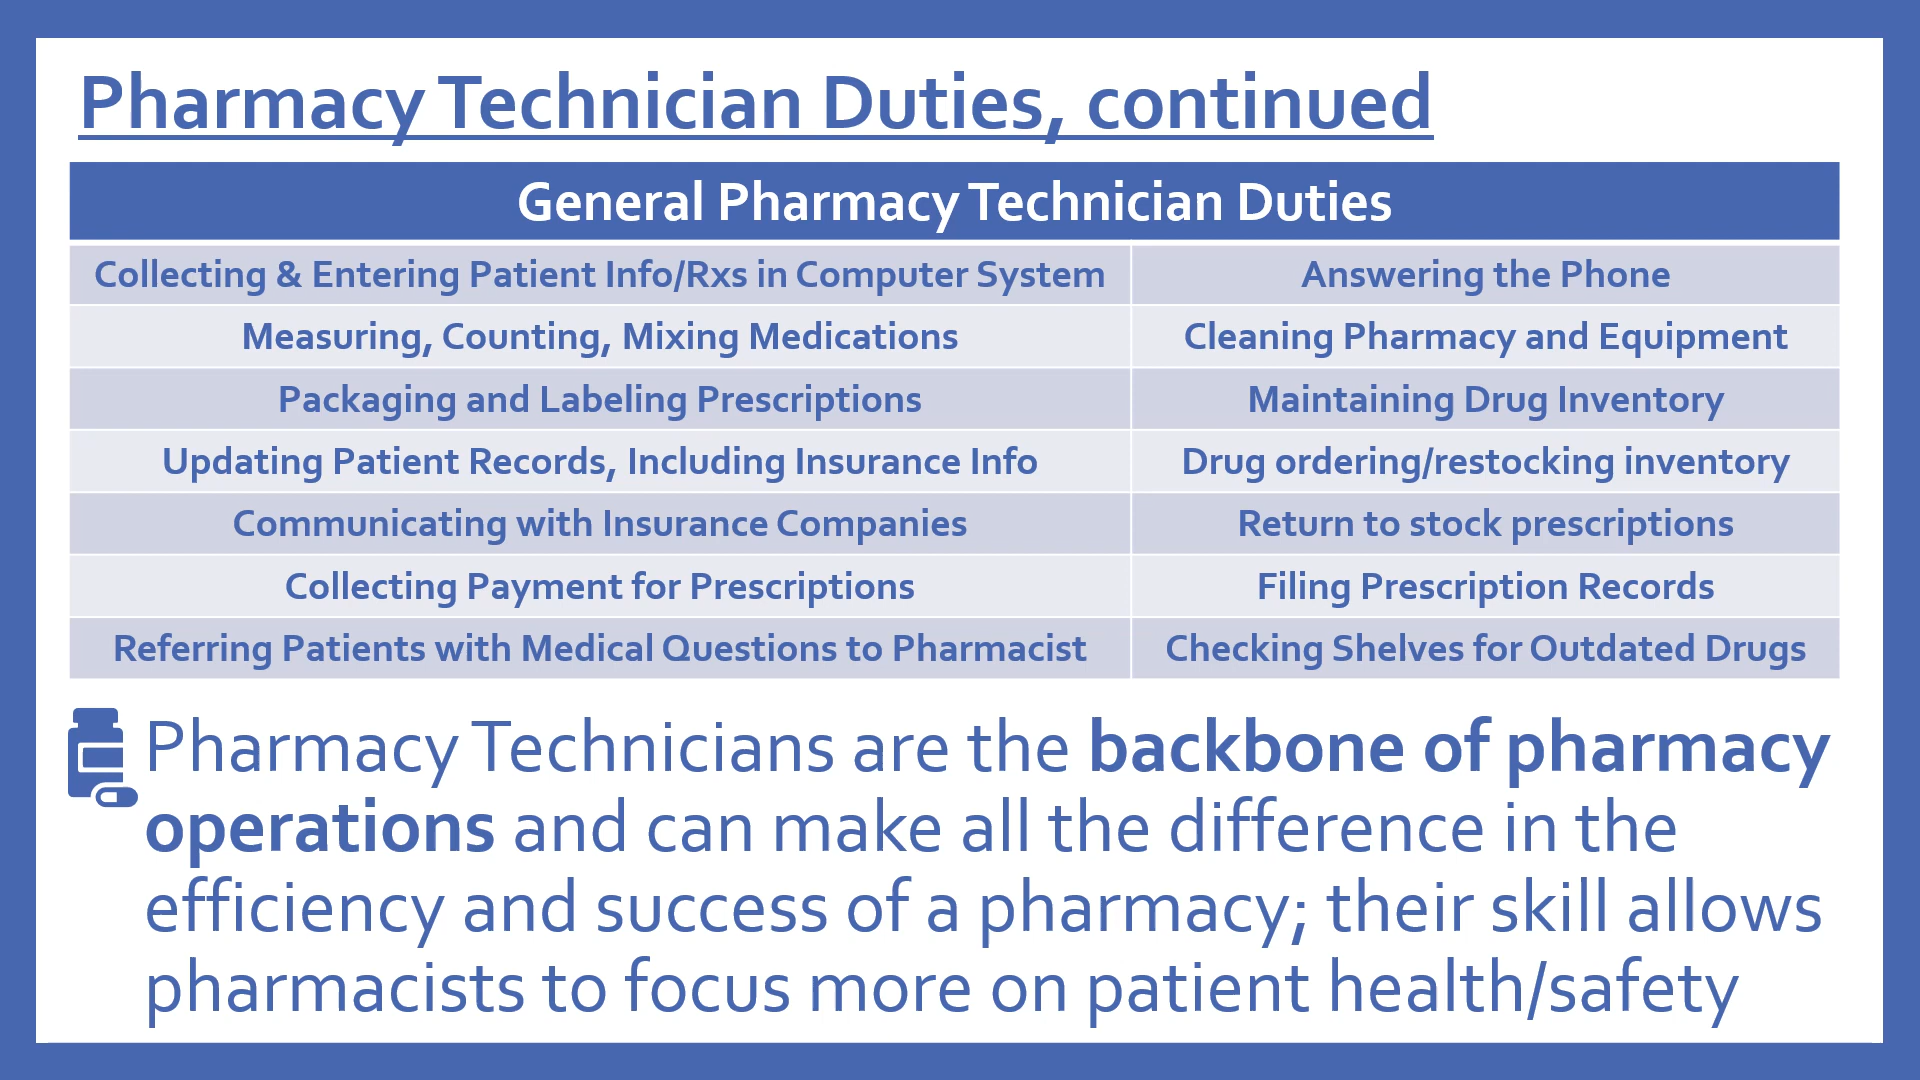 Pharmacy Technician Duties, continued
General Pharmacy Technician Duties
Collecting & Entering Patient Info/Rxs in Computer System
Answering the Phone
Measuring, Counting, Mixing Medications
Cleaning Pharmacy and Equipment
Packaging and Labeling Prescriptions
Maintaining Drug Inventory
Updating Patient Records, Including Insurance Info
Drug ordering/restocking inventory
Communicating with Insurance Companies
Return to stock prescriptions
Collecting Payment for Prescriptions
Filing Prescription Records
Referring Patients with Medical Questions to Pharmacist
Checking Shelves for Outdated Drugs
Pharmacy Technicians are the backbone of pharmacy
operations and can make all the difference in the
efficiency and success of a pharmacy; their skill allows
pharmacists to focus more on patient health/safety